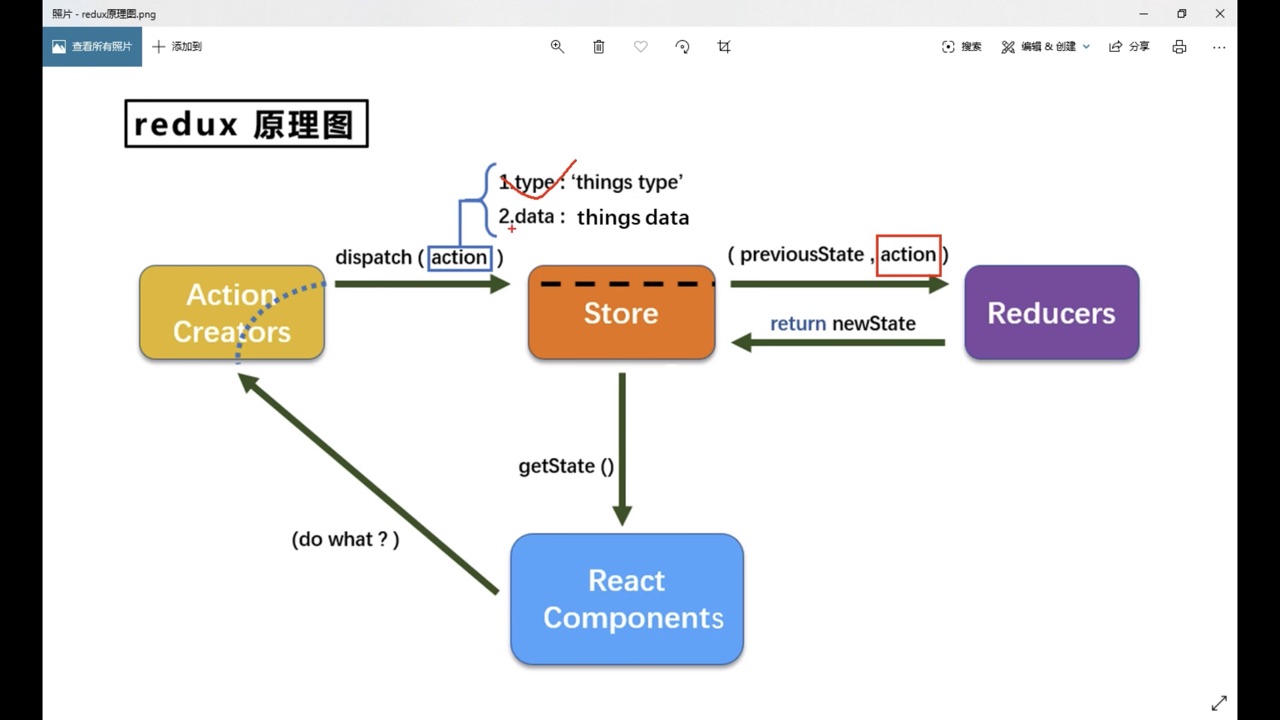 照片 - redux原理图.png
查看所有照片
添加到
搜索
编辑 & 创建
分享
redux 原理图
1.type : ‘things type’
2.data : things data
dispatch ( action )
( previousState , action )
Action
Creators
Store
Reducers
return newState
getState ()
(do what ? )
React
Components